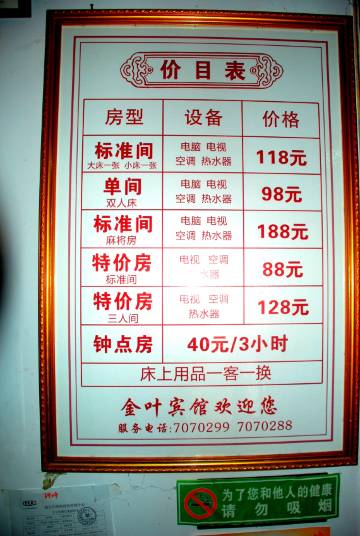 价目表
房型 设备 价格
标准间 大床一张 小床一张 电脑 电视 空调 热水器 118元
单间 双人床 电脑 电视 空调 热水器 98元
标准间 麻将房 电脑 电视 空调 热水器 188元
特价房 标准间 电视 空调 水器 88元
特价房 三人间 电视 空调 热水器 128元
钟点房 40元/3小时
床上用品一客一换
金叶宾馆欢迎您
服务电话:7070299 7070288
为了您和他人的健康
请勿吸烟